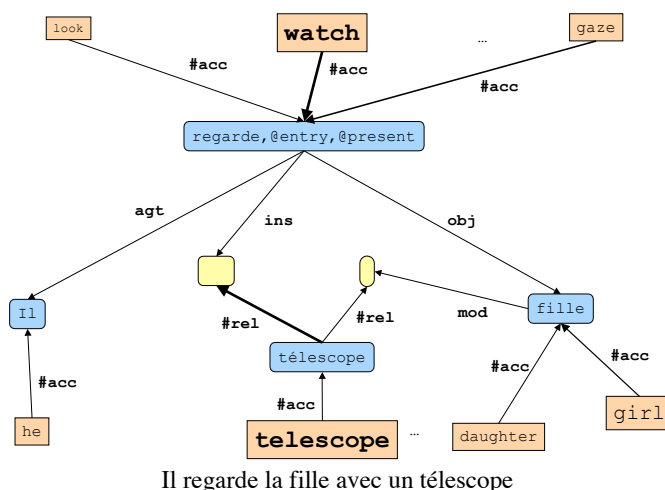 look
watch
...
gaze
#acc
#acc
#acc
regarde,@entry,@present
agt
ins
obj
Il
#rel
#rel
mod
fille
télescope
#acc
#acc
#acc
#acc
he
telescope
...
daughter
girl
Il regarde la fille avec un télescope